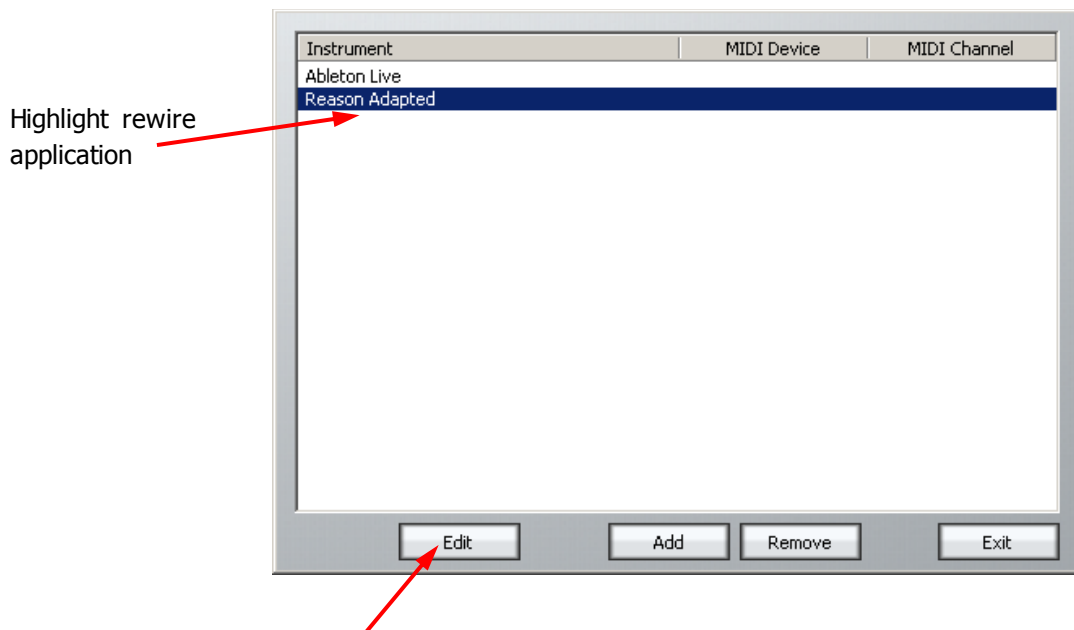 Instrument MIDI Device MIDI Channel
Ableton Live
Reason Adapted
Highlight rewire
application
Edit Add Remove Exit